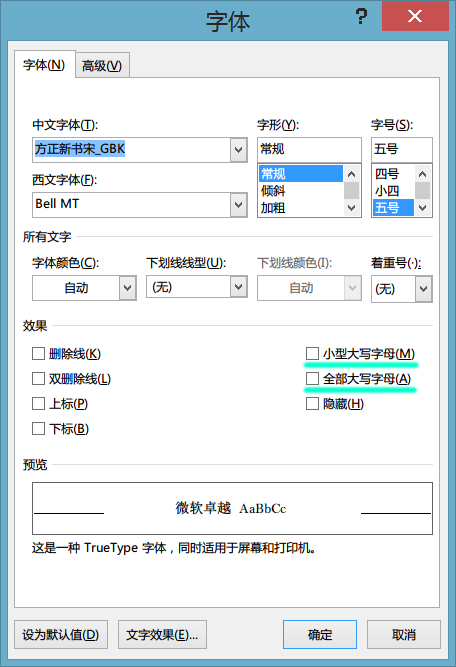 字体
?
字体(N) 高级(V)
中文字体(T): 字形(Y): 字号(S):
方正新书宋_GBK 常规 五号
常规 四号
西文字体(F): 倾斜 小四
Bell MT 加粗 五号
所有文字
字体颜色(C): 下划线线型(U): 下划线颜色(I): 着重号(·):
自动 (无) 自动 (无)
效果
删除线(K) 小型大写字母(M)
双删除线(L) 全部大写字母(A)
上标(P) 隐藏(H)
下标(B)
预览
微软卓越 AaBbCc
这是一种 TrueType 字体，同时适用于屏幕和打印机。
设为默认值(D) 文字效果(E)... 确定 取消